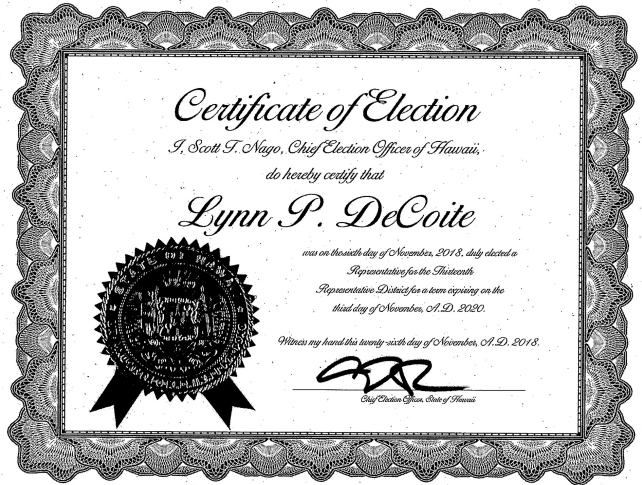 Certificate of Election
I, Scott T. Nago, Chief Election Officer of Hawaii,
do hereby certify that
Lynn P. DeCoite
was on the sixth day of November, 2018, duly elected a
Representative for the Thirteenth
Representative District for a term expiring on the
third day of November, A.D. 2020.
Witness my hand this twenty-sixth day of November, A.D. 2018.
Chief Election Officer, State of Hawaii
STATE OF HAWAII